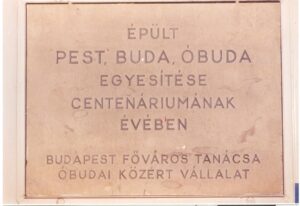 ÉPÜLT
PEST, BUDA, ÓBUDA
EGYESÍTÉSE
CENTENÁRIUMÁNAK
ÉVÉBEN
BUDAPEST FŐVÁROS TANÁCSA
ÓBUDAI KÖZÉRT VÁLLALAT